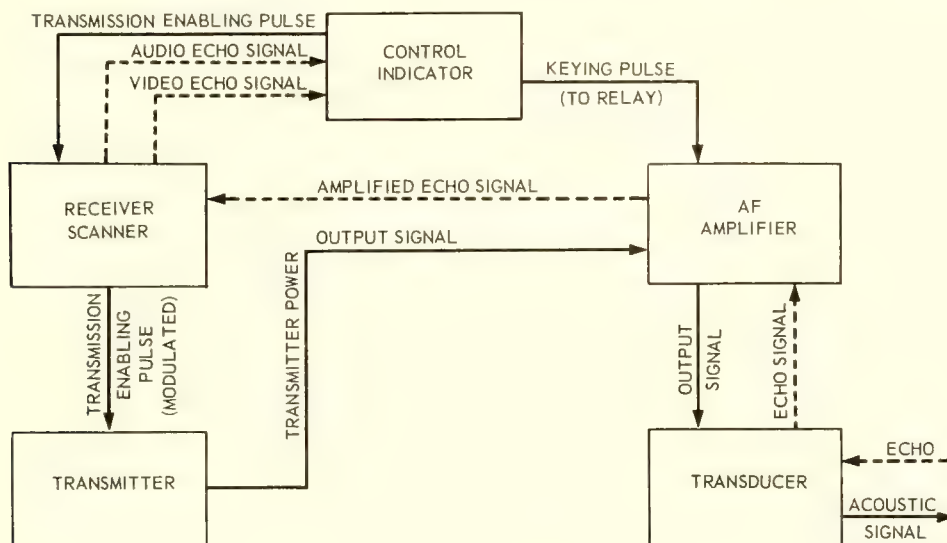 TRANSMISSION ENABLING PULSE
AUDIO ECHO SIGNAL
VIDEO ECHO SIGNAL
CONTROL
INDICATOR
KEYING PULSE
(TO RELAY)
RECEIVER
SCANNER
AMPLIFIED ECHO SIGNAL
OUTPUT SIGNAL
AF
AMPLIFIER
TRANSMISSION
ENABLING
PULSE
(MODULATED)
TRANSMITTER POWER
OUTPUT
SIGNAL
ECHO SIGNAL
TRANSMITTER
TRANSDUCER
ECHO
ACOUSTIC
SIGNAL